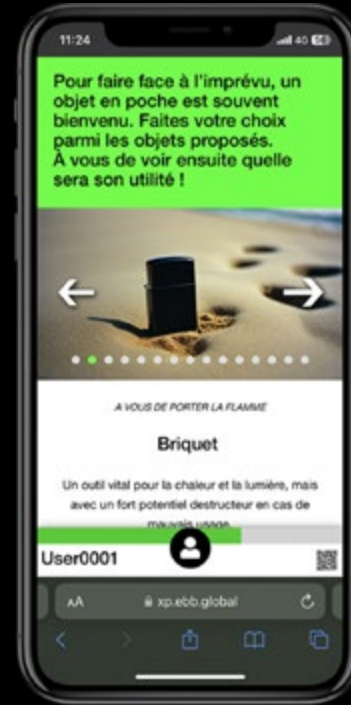 11:24
4G 58
Pour faire face à l'imprévu, un
objet en poche est souvent
bienvenu. Faites votre choix
parmi les objets proposés.
À vous de voir ensuite quelle
sera son utilité !
A VOUS DE PORTER LA FLAMME
Briquet
Un outil vital pour la chaleur et la lumière, mais
avec un fort potentiel destructeur en cas de
mauvais usage.
User0001
AA
xp.ebb.global